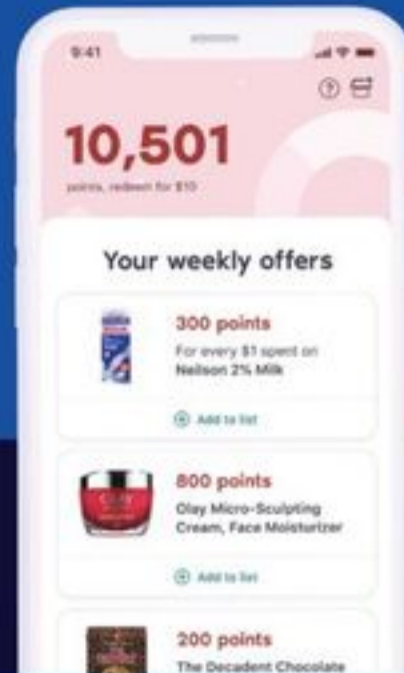 9:41
10,501
points, redeem for $10
Your weekly offers
300 points
For every $1 spent on
Neilson 2% Milk
Add to list
OLAY
800 points
Olay Micro-Sculpting
Cream, Face Moisturizer
Add to list
200 points
The Decadent Chocolate